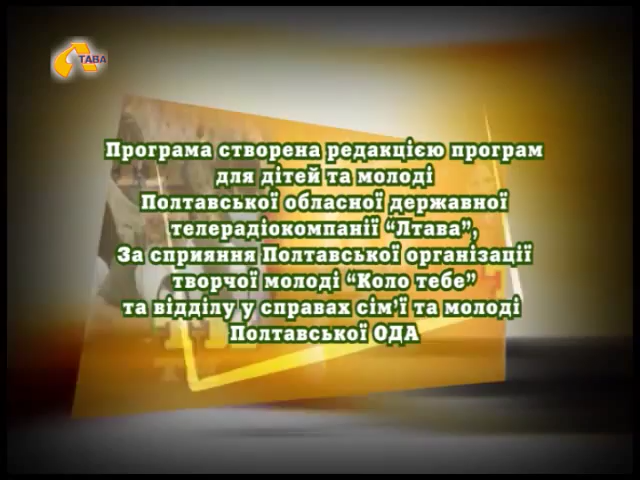 ТАВА
Програма створена редакцією програм
для дітей та молоді
Полтавської обласної державної
телерадіокомпанії “Лтава”,
За сприяння Полтавської організації
творчої молоді “Коло тебе”
та відділу у справах сім’ї та молоді
Полтавської ОДА